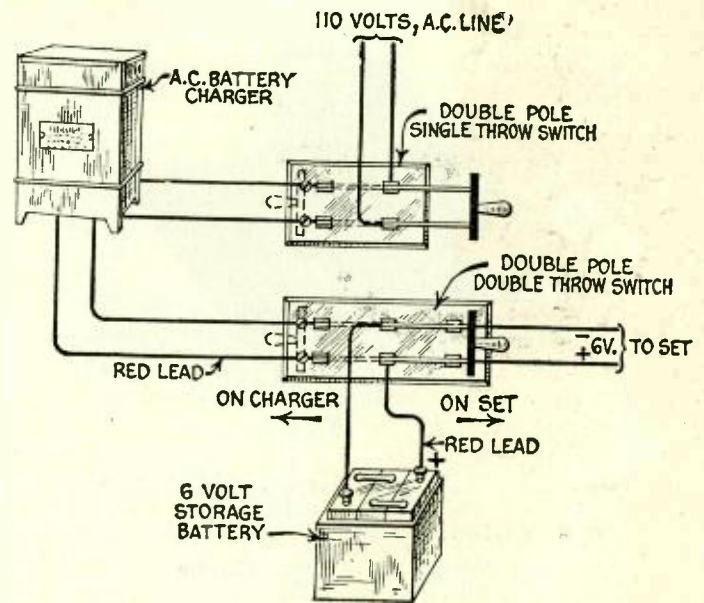 110 VOLTS, A.C. LINE
A.C. BATTERY
CHARGER
DOUBLE POLE
SINGLE THROW SWITCH
DOUBLE POLE
DOUBLE THROW SWITCH
- 6V. TO SET
+
RED LEAD
ON CHARGER
ON SET
RED LEAD
+
6 VOLT
STORAGE
BATTERY